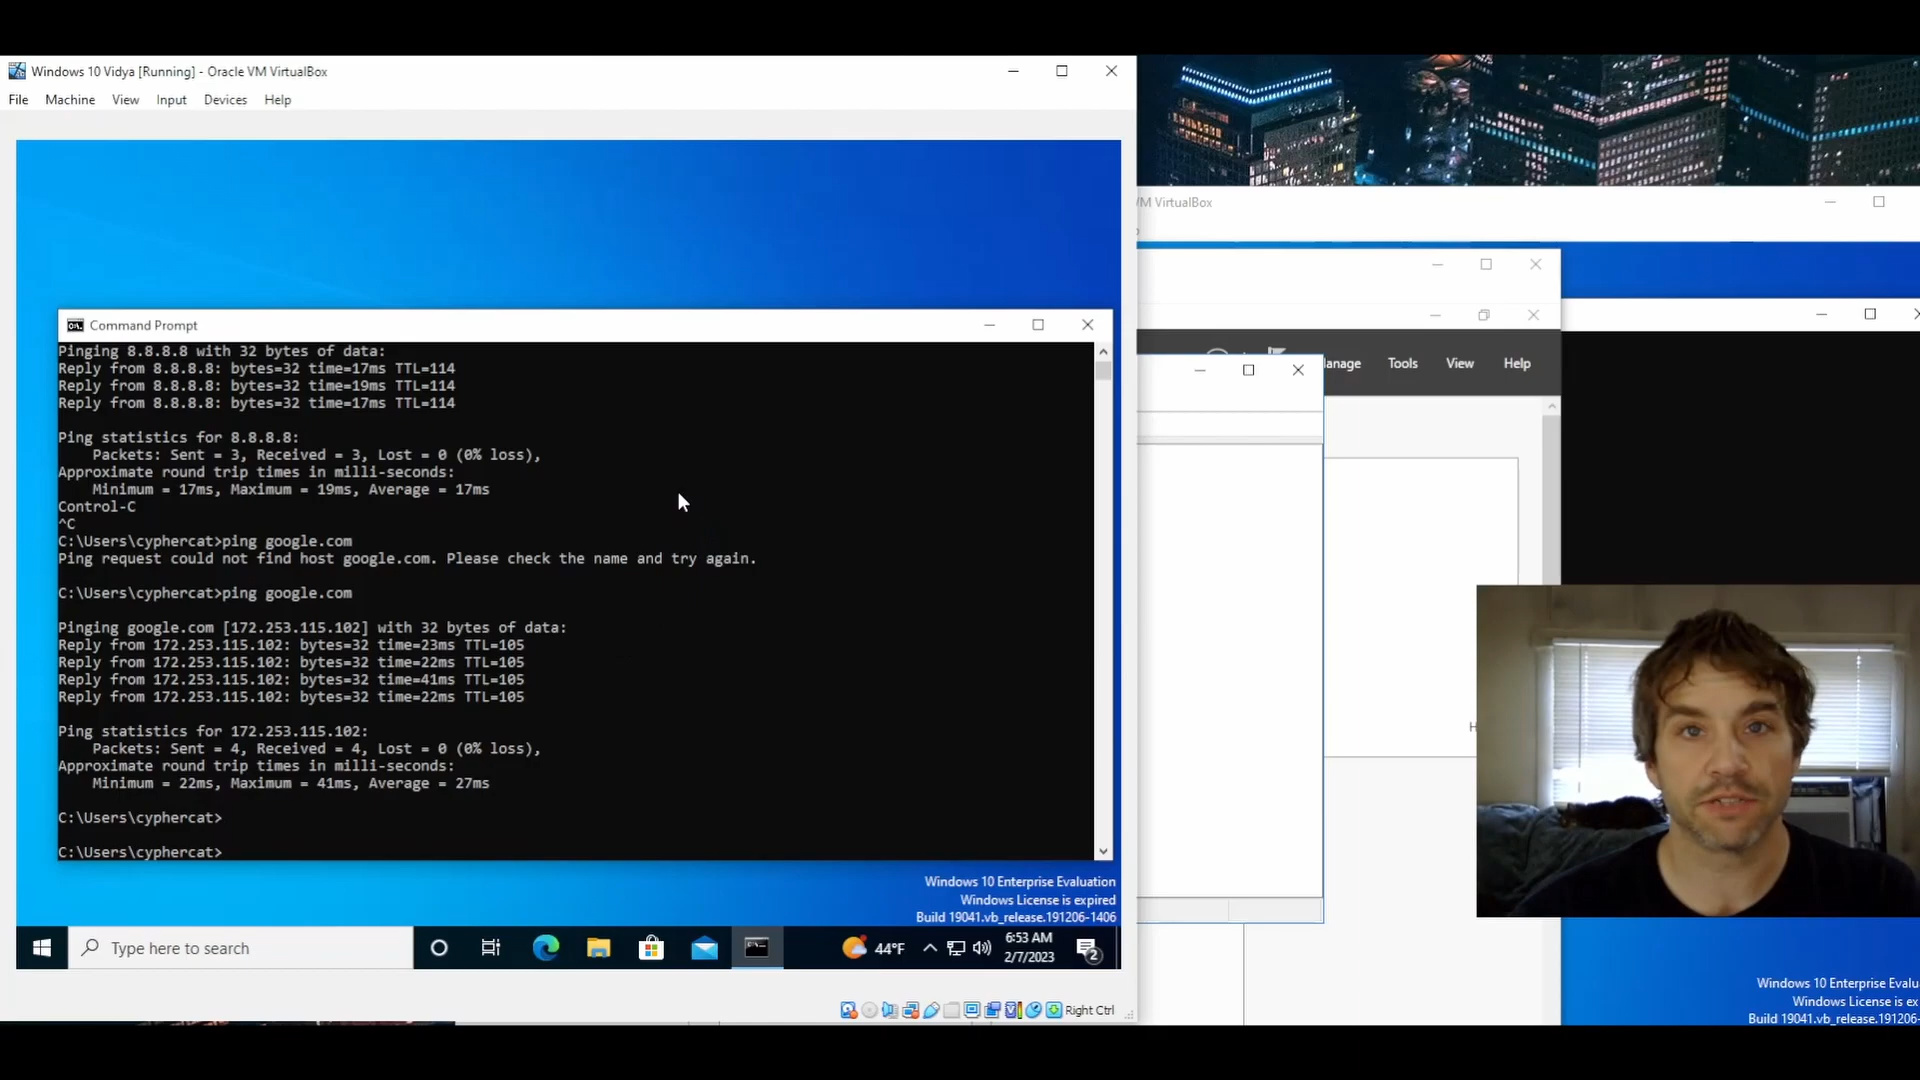 Windows 10 Vidya [Running] - Oracle VM VirtualBox
File Machine View Input Devices Help
VM VirtualBox
Command Prompt
Manage Tools View Help
Pinging 8.8.8.8 with 32 bytes of data:
Reply from 8.8.8.8: bytes=32 time=17ms TTL=114
Reply from 8.8.8.8: bytes=32 time=19ms TTL=114
Reply from 8.8.8.8: bytes=32 time=17ms TTL=114
Ping statistics for 8.8.8.8:
Packets: Sent = 3, Received = 3, Lost = 0 (0% loss),
Approximate round trip times in milli-seconds:
Minimum = 17ms, Maximum = 19ms, Average = 17ms
Control-C
^C
C:\Users\cyphercat>ping google.com
Ping request could not find host google.com. Please check the name and try again.
C:\Users\cyphercat>ping google.com
Pinging google.com [172.253.115.102] with 32 bytes of data:
Reply from 172.253.115.102: bytes=32 time=23ms TTL=105
Reply from 172.253.115.102: bytes=32 time=22ms TTL=105
Reply from 172.253.115.102: bytes=32 time=41ms TTL=105
Reply from 172.253.115.102: bytes=32 time=22ms TTL=105
Ping statistics for 172.253.115.102:
Packets: Sent = 4, Received = 4, Lost = 0 (0% loss),
Approximate round trip times in milli-seconds:
Minimum = 22ms, Maximum = 41ms, Average = 27ms
C:\Users\cyphercat>
C:\Users\cyphercat>
Windows 10 Enterprise Evaluation
Windows License is expired
Build 19041.vb_release.191206-1406
Type here to search
44°F
6:53 AM
2/7/2023
2
Right Ctrl
Windows 10 Enterprise Evalu
Windows License is ex
Build 19041.vb_release.191206-